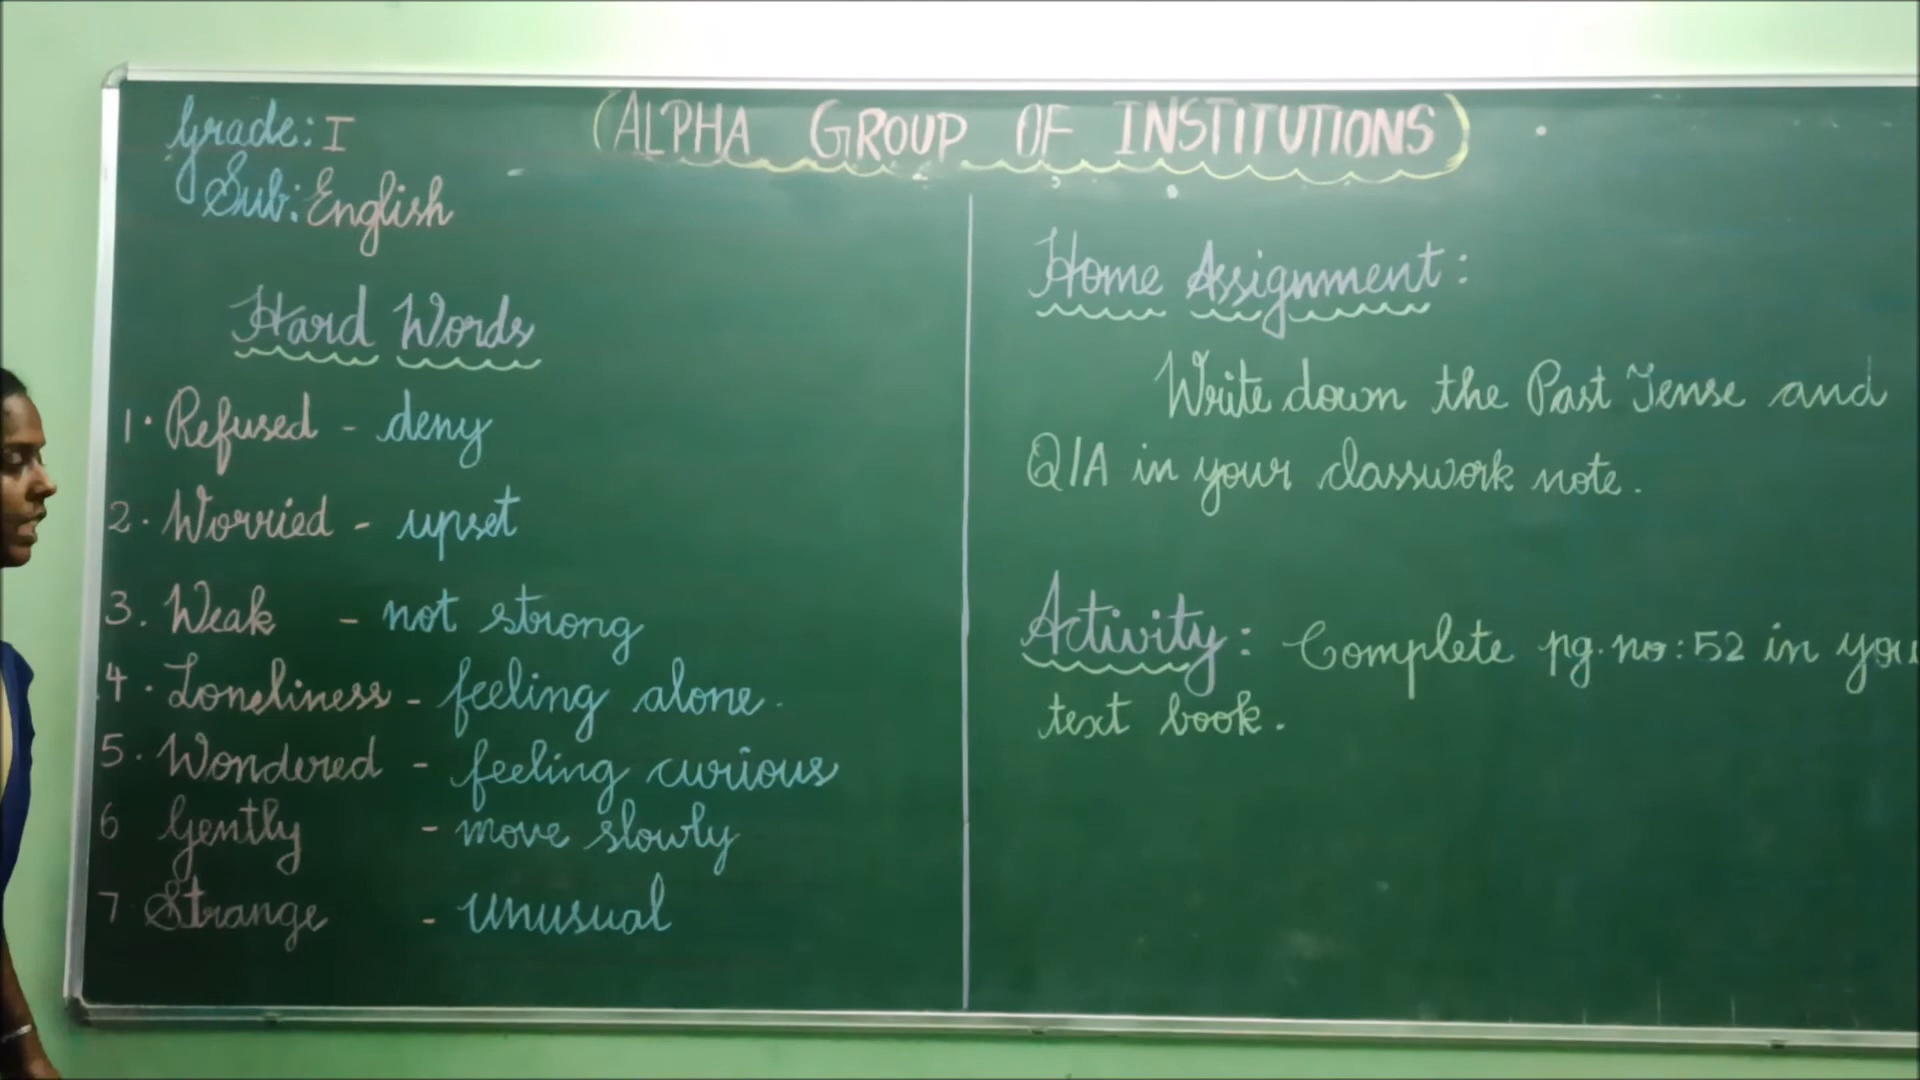 (ALPHA GROUP OF INSTITUTIONS)
Grade: I
Sub: English
Hard Words
1. Refused - deny
2. Worried - upset
3. Weak - not strong
4. Loneliness - feeling alone.
5. Wondered - feeling curious
6 Gently - move slowly
7. Strange - unusual
Home Assignment:
Write down the Past Tense and
Q/A in your classwork note.
Activity: Complete pg.no:52 in you
text book.